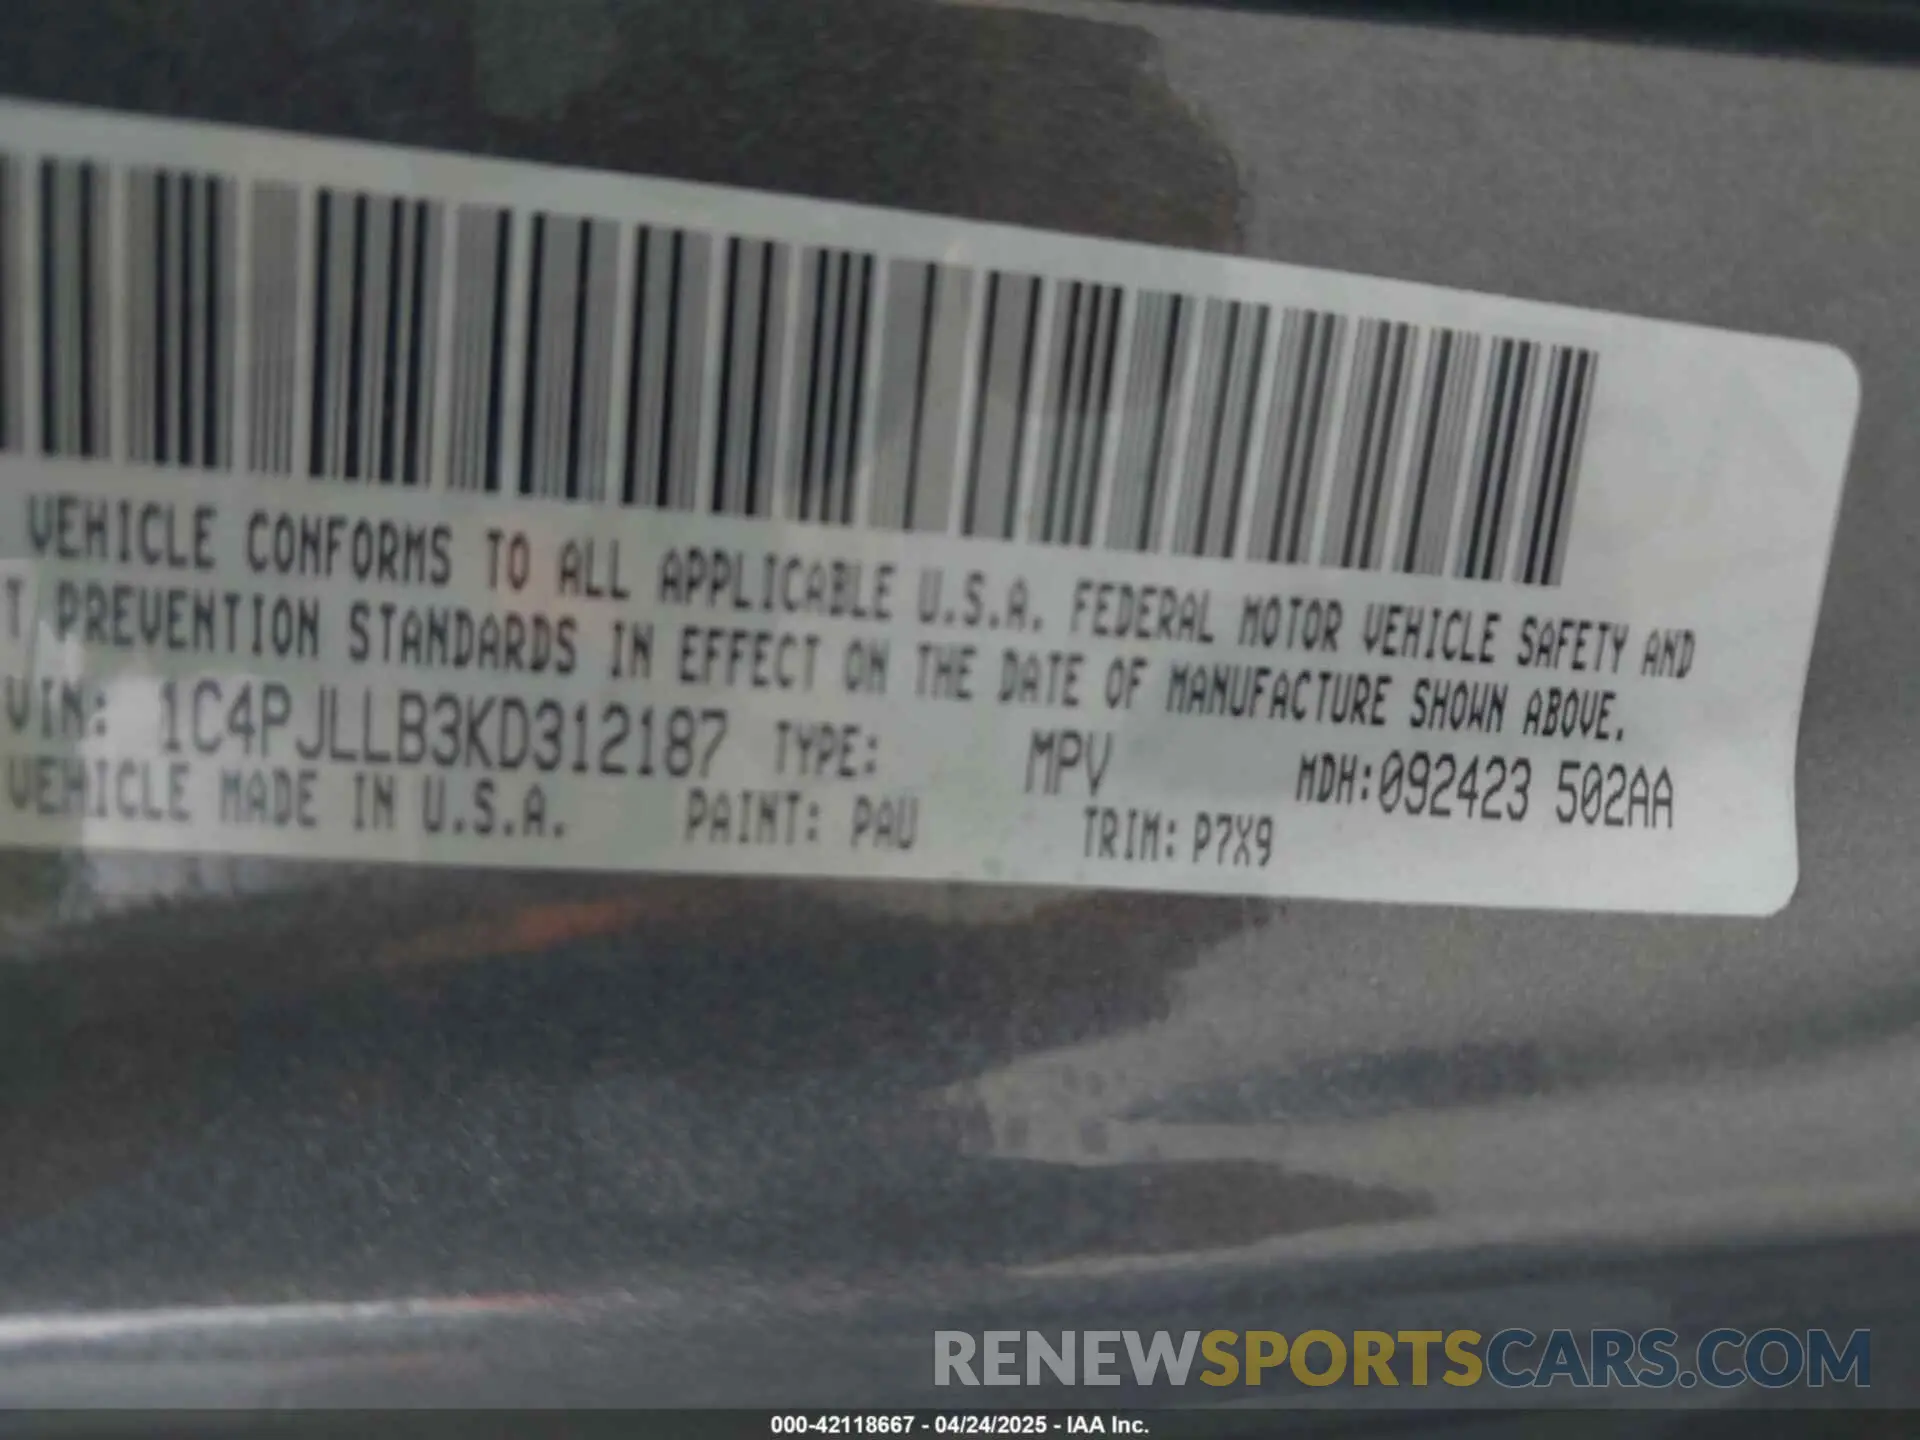 VEHICLE CONFORMS TO ALL APPLICABLE U.S.A. FEDERAL MOTOR VEHICLE SAFETY AND
T PREVENTION STANDARDS IN EFFECT ON THE DATE OF MANUFACTURE SHOWN ABOVE.
VIN: 1C4PJLLB3KD312187 TYPE: MPV MDH:092423 502AA
VEHICLE MADE IN U.S.A. PAINT: PAU TRIM: P7X9
RENEWSPORTSCARS.COM
000-42118667 - 04/24/2025 - IAA Inc.